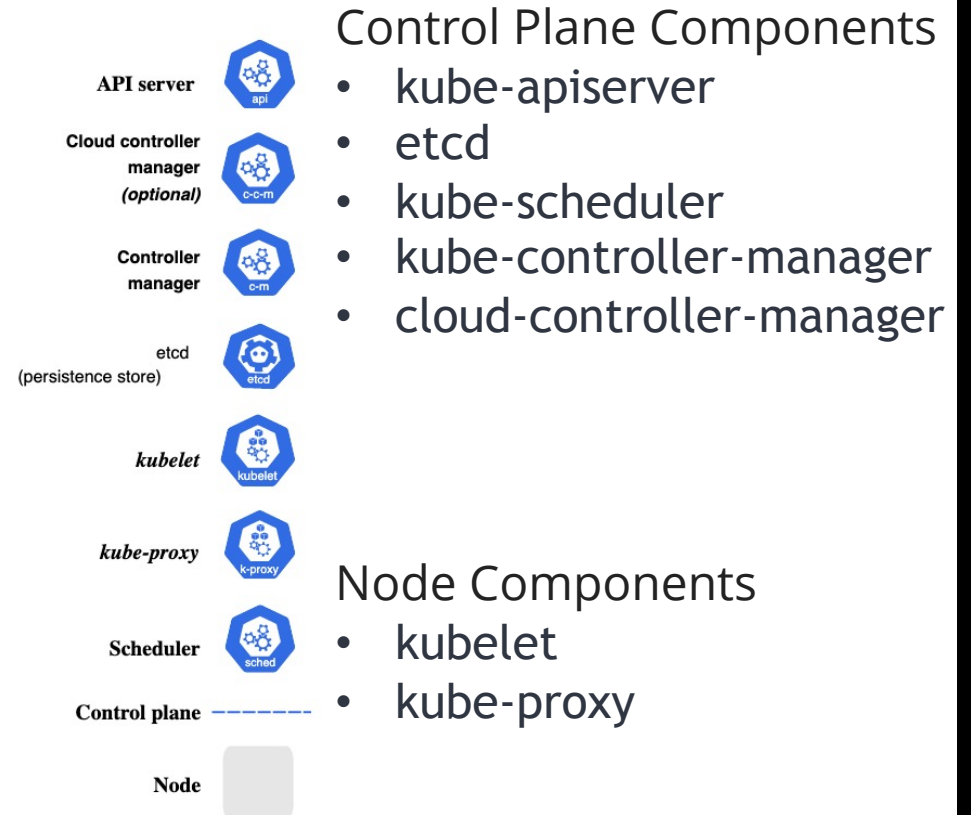 API server
api
Cloud controller
manager
(optional)
c-c-m
Controller
manager
c-m
etcd
(persistence store)
etcd
kubelet
kubelet
kube-proxy
k-proxy
Scheduler
sched
Control plane
Node
Control Plane Components
• kube-apiserver
• etcd
• kube-scheduler
• kube-controller-manager
• cloud-controller-manager
Node Components
• kubelet
• kube-proxy